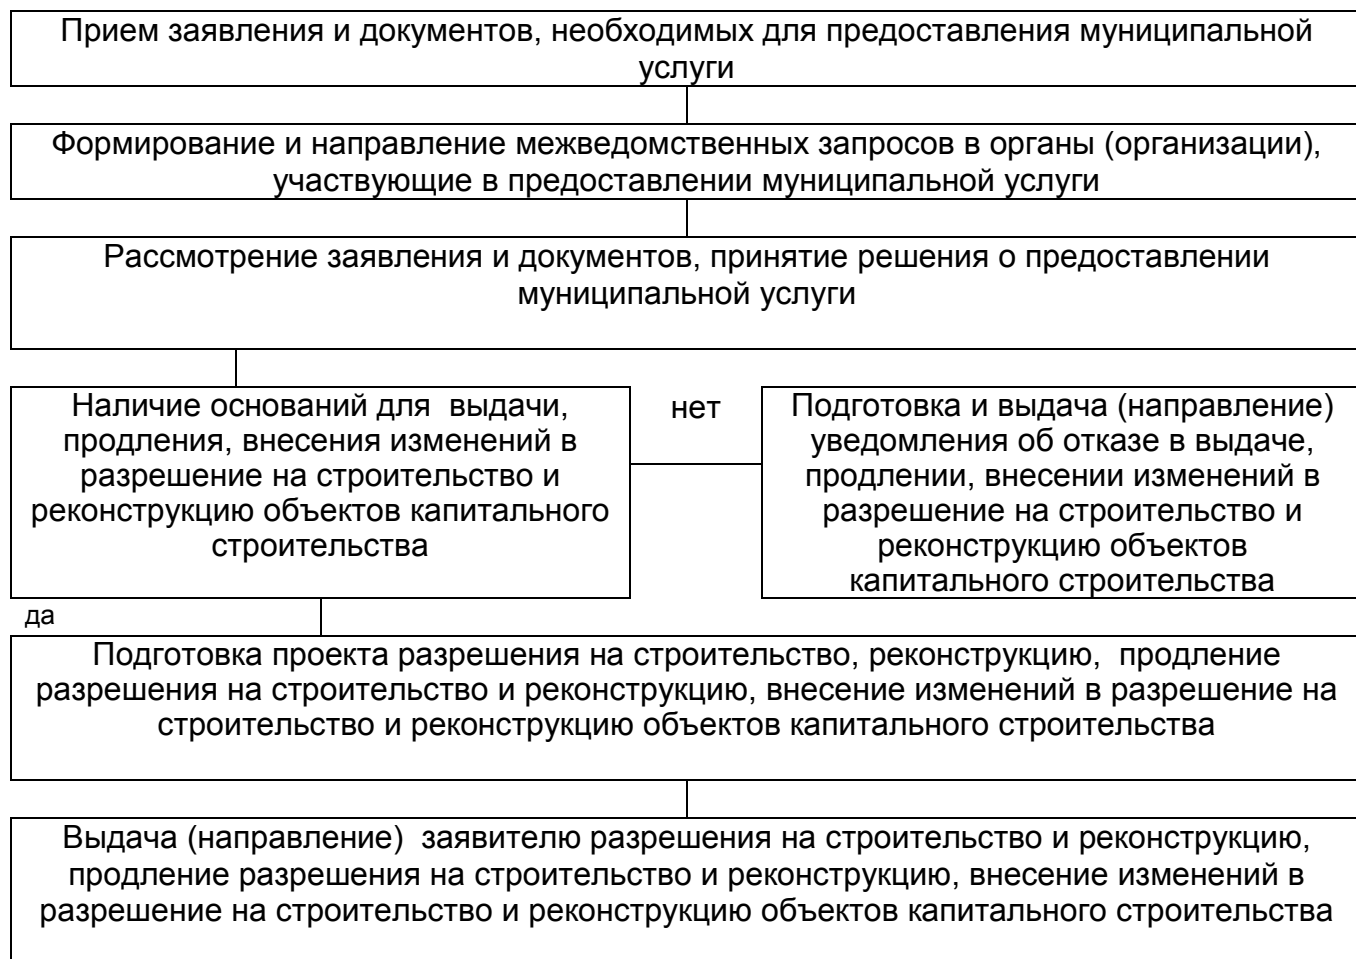 Прием заявления и документов, необходимых для предоставления муниципальной
услуги
Формирование и направление межведомственных запросов в органы (организации),
участвующие в предоставлении муниципальной услуги
Рассмотрение заявления и документов, принятие решения о предоставлении
муниципальной услуги
Наличие оснований для  выдачи,
продления, внесения изменений в
разрешение на строительство и
реконструкцию объектов капитального
строительства
нет
Подготовка и выдача (направление)
уведомления об отказе в выдаче,
продлении, внесении изменений в
разрешение на строительство и
реконструкцию объектов
капитального строительства
да
Подготовка проекта разрешения на строительство, реконструкцию,  продление
разрешения на строительство и реконструкцию, внесение изменений в разрешение на
строительство и реконструкцию объектов капитального строительства
Выдача (направление)  заявителю разрешения на строительство и реконструкцию,
продление разрешения на строительство и реконструкцию, внесение изменений в
разрешение на строительство и реконструкцию объектов капитального строительства